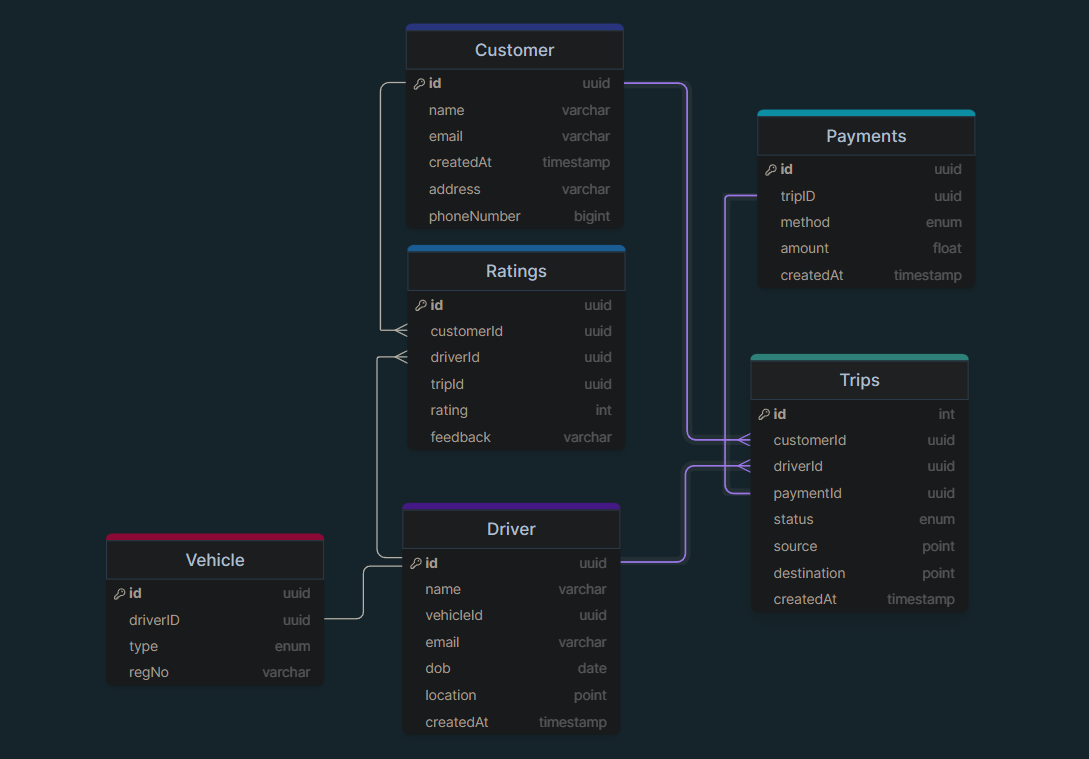 Customer
id uuid
name varchar
email varchar
createdAt timestamp
address varchar
phoneNumber bigint
Payments
id uuid
tripID uuid
method enum
amount float
createdAt timestamp
Ratings
id uuid
customerId uuid
driverId uuid
tripId uuid
rating int
feedback varchar
Trips
id int
customerId uuid
driverId uuid
paymentId uuid
status enum
source point
destination point
createdAt timestamp
Driver
id uuid
name varchar
vehicleId uuid
email varchar
dob date
location point
createdAt timestamp
Vehicle
id uuid
driverID uuid
type enum
regNo varchar